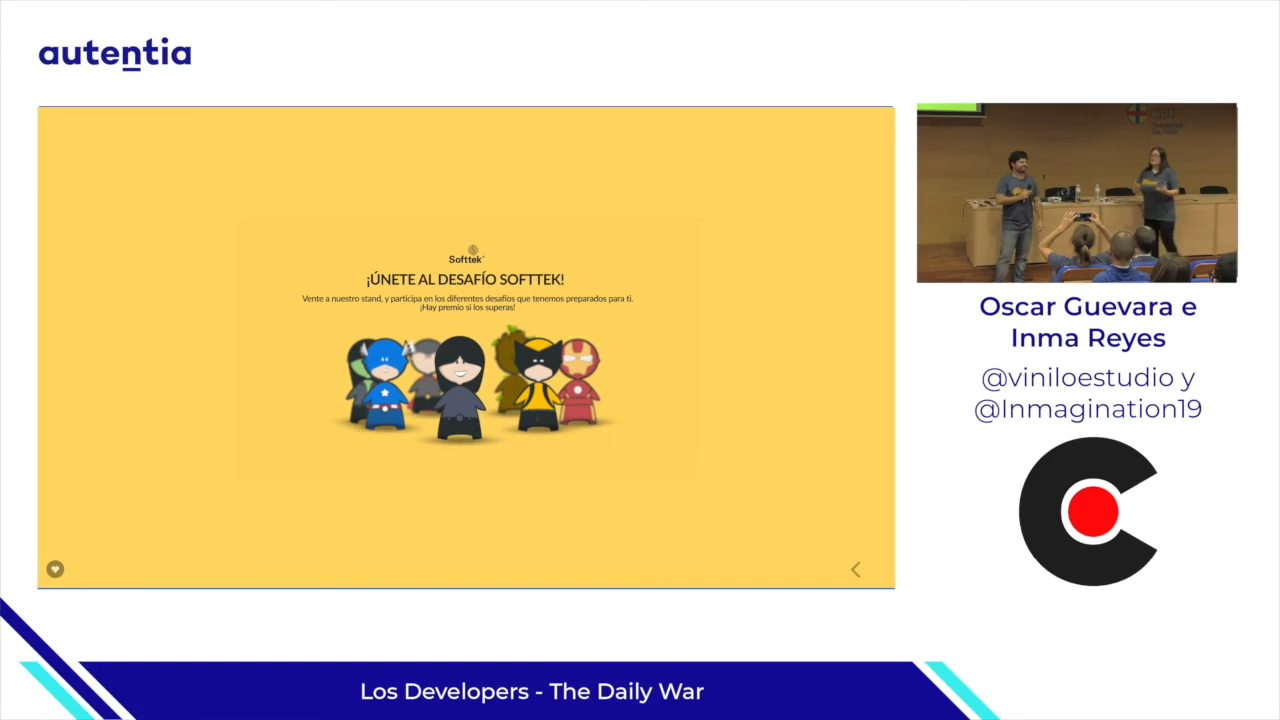 autentia
Softtek
¡ÚNETE AL DESAFÍO SOFTTEK!
Vente a nuestro stand, y participa en los diferentes desafíos que tenemos preparados para ti.
¡Hay premio si los superas!
Oscar Guevara e
Inma Reyes
@viniloestudio y
@Inmagination19
Los Developers - The Daily War